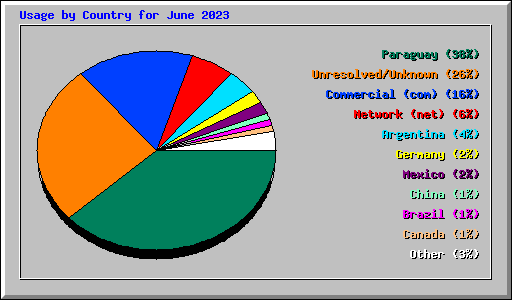 Usage by Country for June 2023
Paraguay (38%)
Unresolved/Unknown (26%)
Commercial (com) (16%)
Network (net) (6%)
Argentina (4%)
Germany (2%)
Mexico (2%)
China (1%)
Brazil (1%)
Canada (1%)
Other (3%)